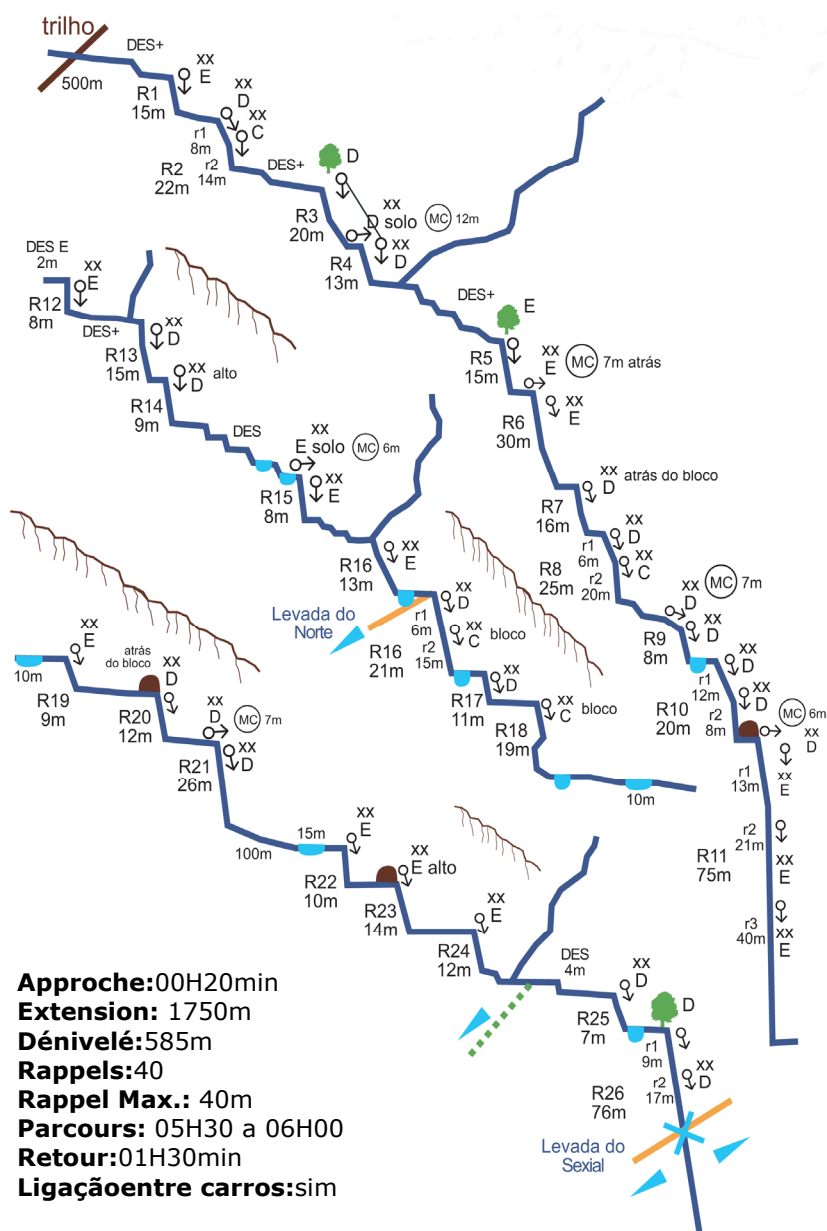 trilho
500m
DES+
xx
E
R1
15m
xx
D
xx
C
r1
8m
r2
14m
R2
22m
DES+
D
R3
20m
xx
D solo
MC 12m
xx
D
R4
13m
DES+
E
R5
15m
xx
E
MC 7m atrás
xx
E
R6
30m
xx
D
atrás do bloco
R7
16m
xx
D
r1
6m
xx
C
R8
25m
r2
20m
xx
D
MC 7m
xx
D
R9
8m
xx
D
r1
12m
xx
D
R10
20m
r2
8m
MC 6m
xx
D
r1
13m
xx
E
r2
21m
xx
E
R11
75m
r3
40m
xx
E
DES E
2m
xx
E
R12
8m
DES+
xx
D
R13
15m
xx
D alto
R14
9m
DES
xx
E solo
MC 6m
xx
E
R15
8m
xx
E
R16
13m
Levada do
Norte
xx
D
r1
6m
xx
C
bloco
R16
21m
r2
15m
xx
D
R17
11m
xx
C
bloco
R18
19m
10m
10m
xx
E
R19
9m
atrás
do bloco
xx
D
R20
12m
xx
D
MC 7m
xx
D
R21
26m
100m
15m
xx
E
R22
10m
xx
E alto
R23
14m
xx
E
R24
12m
DES
4m
xx
D
R25
7m
D
r1
9m
xx
D
r2
17m
R26
76m
Levada do
Sexial
Approche:00H20min
Extension: 1750m
Dénivelé:585m
Rappels:40
Rappel Max.: 40m
Parcours: 05H30 a 06H00
Retour:01H30min
Ligaçãoentre carros:sim